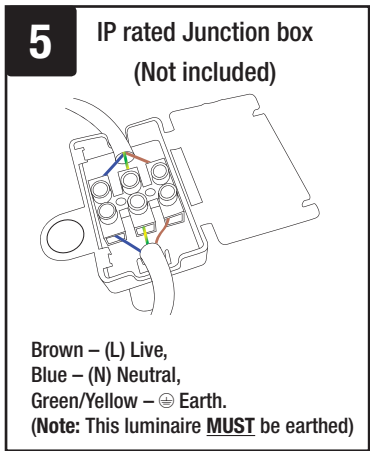 5
IP rated Junction box
(Not included)
Brown – (L) Live,
Blue – (N) Neutral,
Green/Yellow – ⏚ Earth.
(Note: This luminaire MUST be earthed)